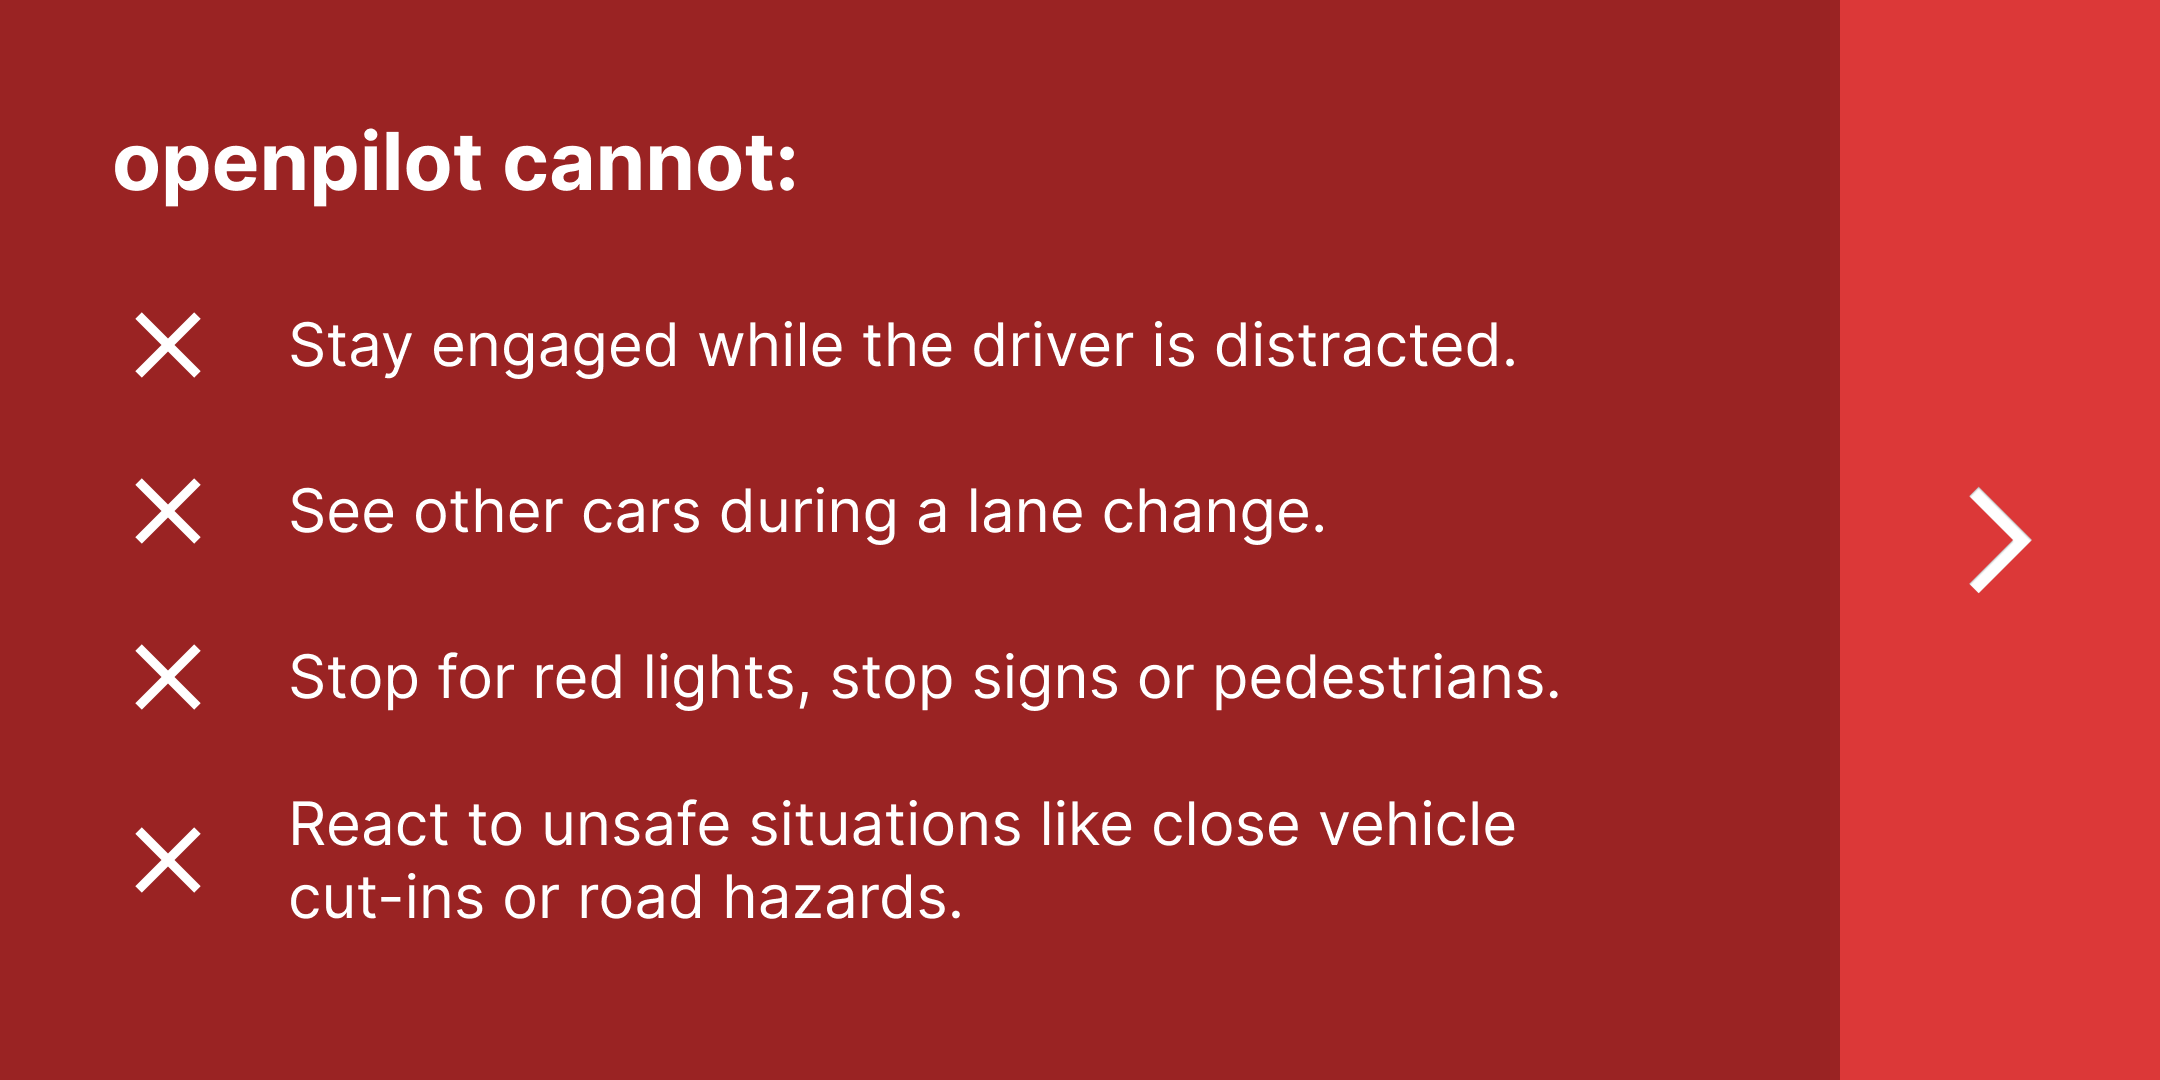 openpilot cannot:
Stay engaged while the driver is distracted.
See other cars during a lane change.
Stop for red lights, stop signs or pedestrians.
React to unsafe situations like close vehicle
cut-ins or road hazards.